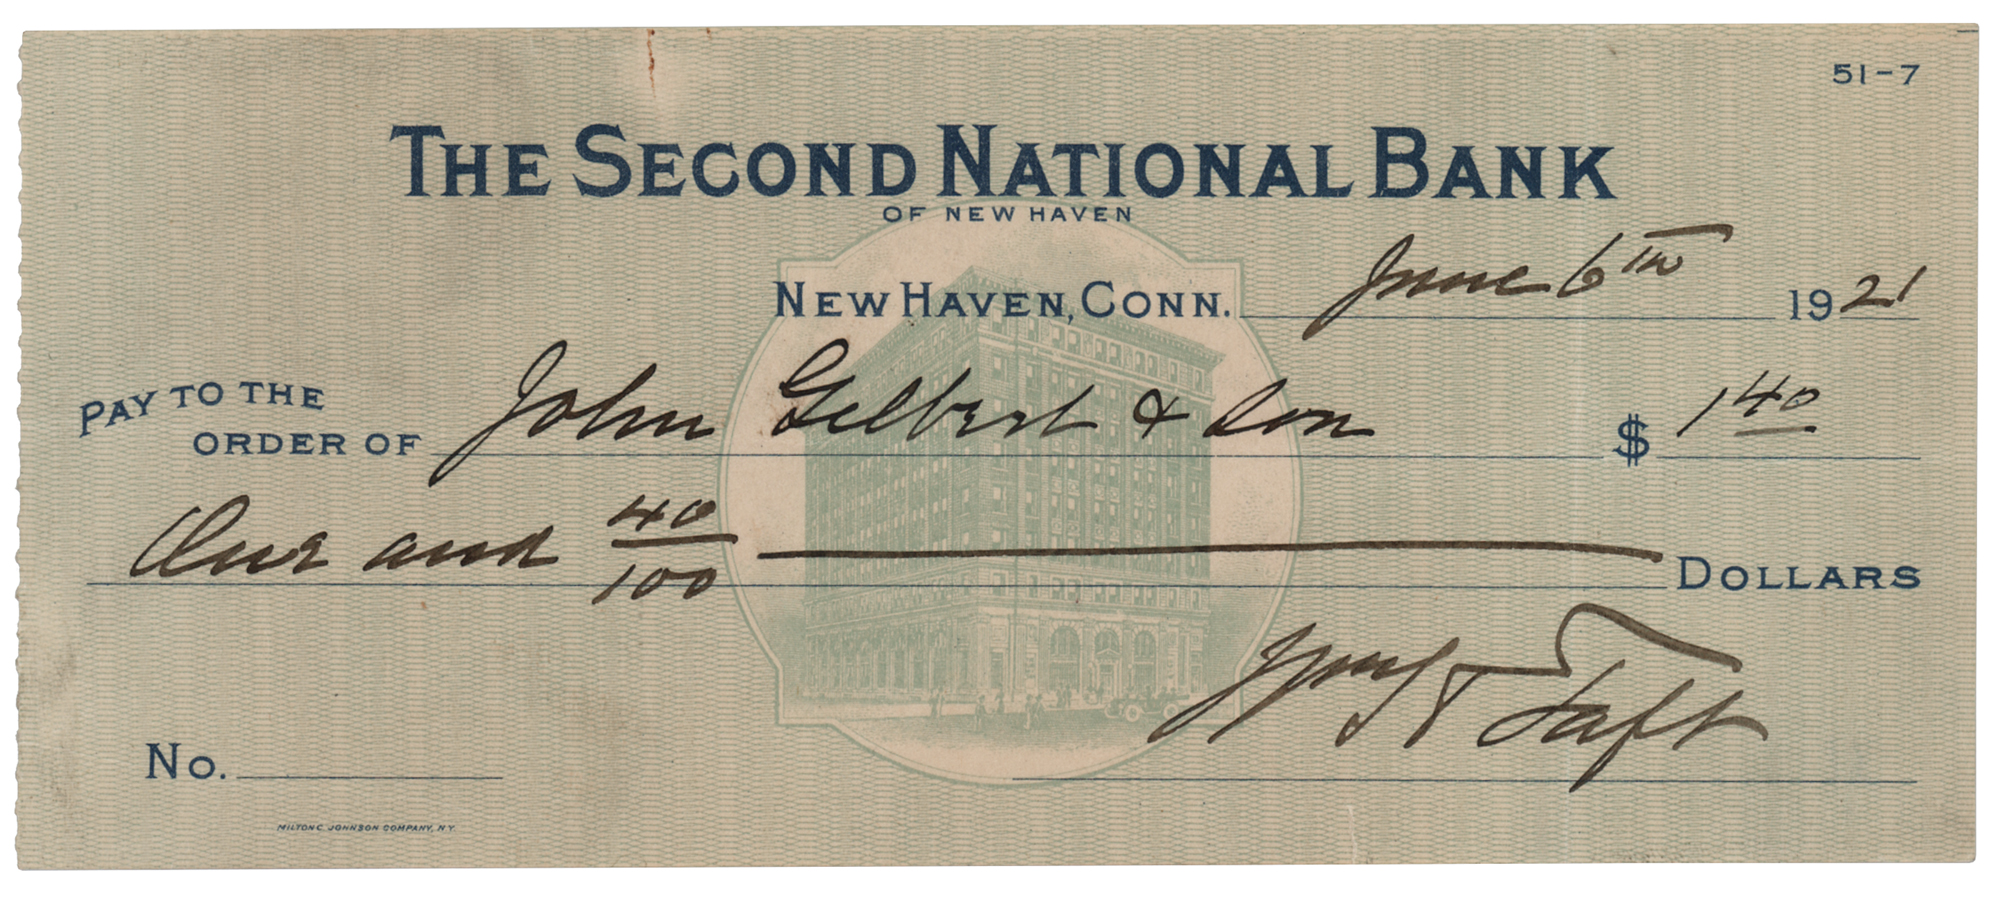 51-7
THE SECOND NATIONAL BANK
OF NEW HAVEN
NEW HAVEN, CONN. June 6th 1921
PAY TO THE
ORDER OF John Gilbert & Son $ 1 40
One and 40/100 DOLLARS
Wm H Taft
No.
MILTON C. JOHNSON COMPANY, N.Y.